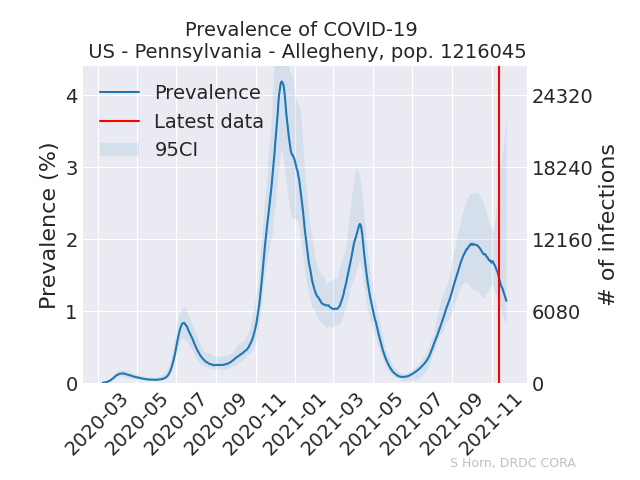 Prevalence of COVID-19
US - Pennsylvania - Allegheny, pop. 1216045
Prevalence
Latest data
95CI
Prevalence (%)
4
3
2
1
0
# of infections
24320
18240
12160
6080
0
2020-03
2020-05
2020-07
2020-09
2020-11
2021-01
2021-03
2021-05
2021-07
2021-09
2021-11
S Horn, DRDC CORA